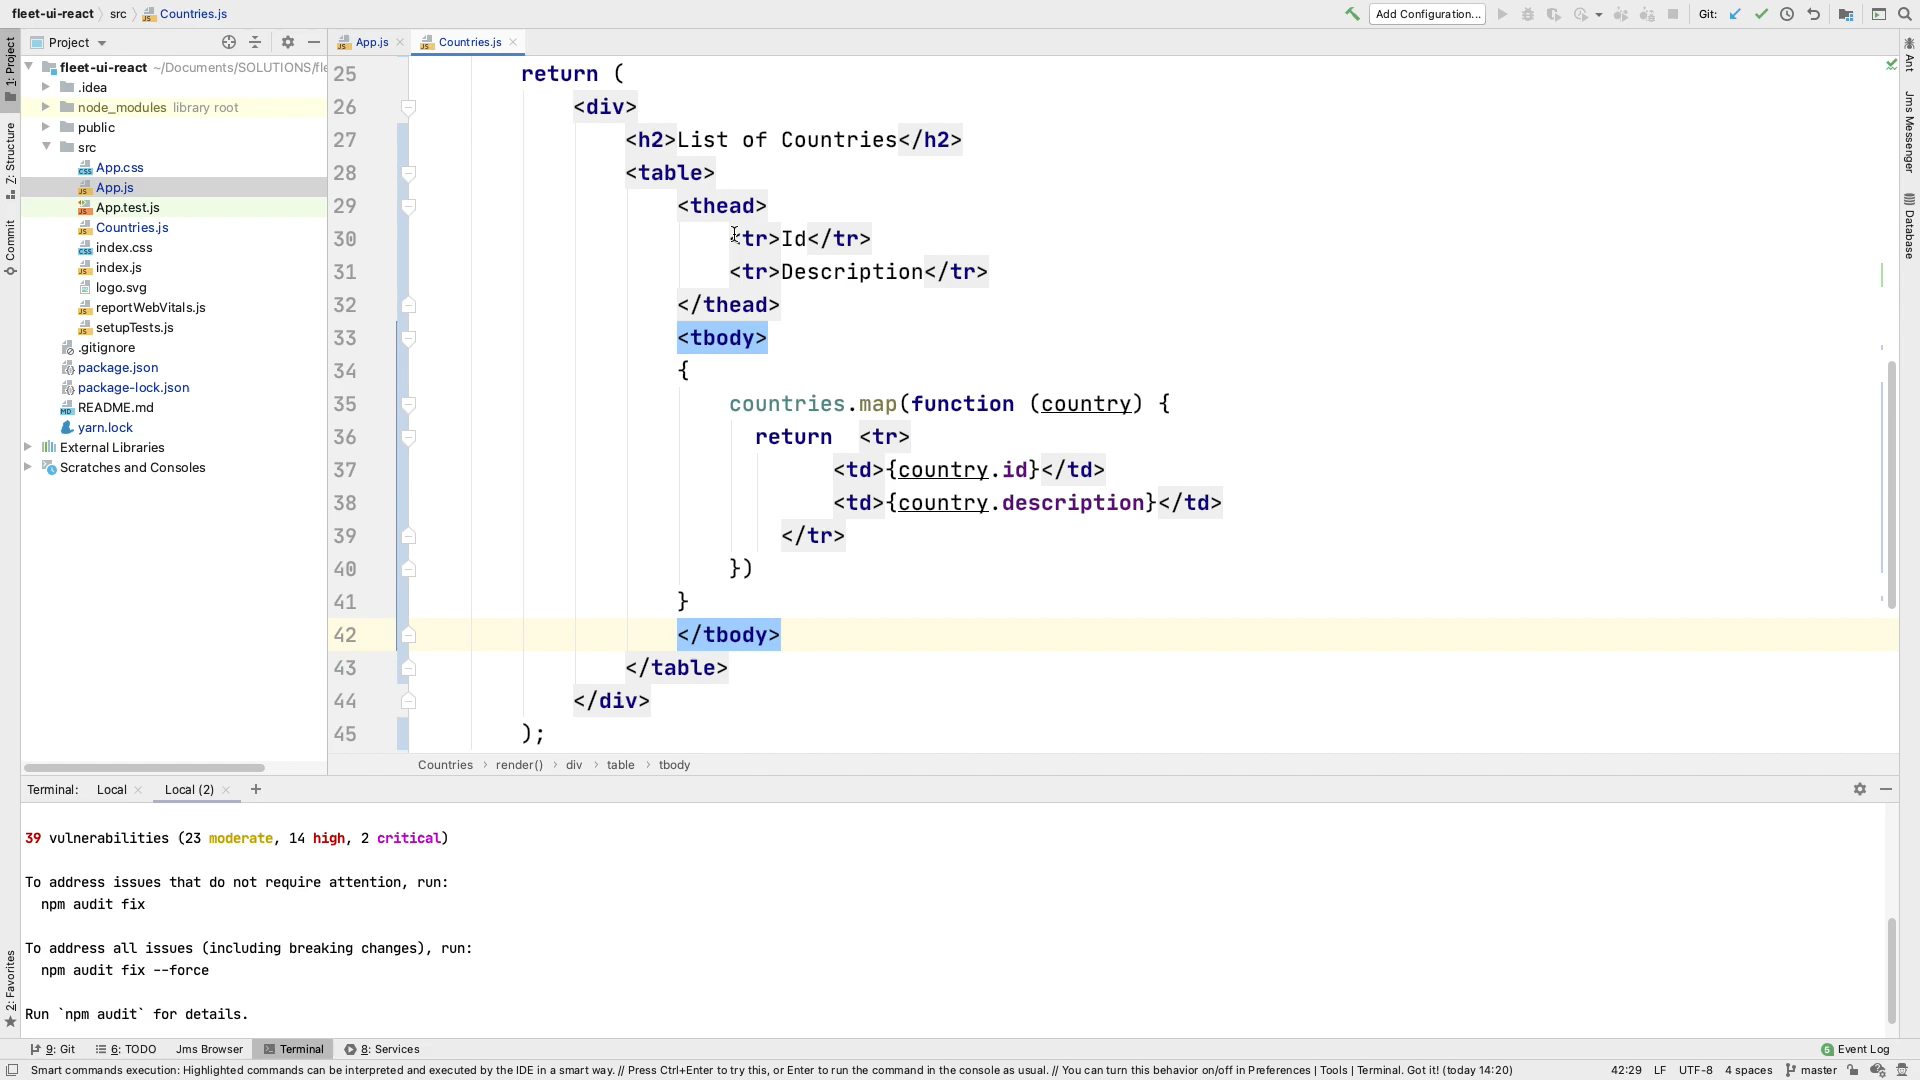 fleet-ui-react
src
Countries.js
Add Configuration...
Git:
Project
App.js
Countries.js
fleet-ui-react ~/Documents/SOLUTIONS/fle
.idea
node_modules library root
public
src
App.css
App.js
App.test.js
Countries.js
index.css
index.js
logo.svg
reportWebVitals.js
setupTests.js
.gitignore
package.json
package-lock.json
README.md
yarn.lock
External Libraries
Scratches and Consoles
1: Project
7: Structure
Commit
2: Favorites
Ant
Jms Messenger
Database
25 return (
26 <div>
27 <h2>List of Countries</h2>
28 <table>
29 <thead>
30 <tr>Id</tr>
31 <tr>Description</tr>
32 </thead>
33 <tbody>
34 {
35 countries.map(function (country) {
36 return <tr>
37 <td>{country.id}</td>
38 <td>{country.description}</td>
39 </tr>
40 })
41 }
42 </tbody>
43 </table>
44 </div>
45 );
Countries render() div table tbody
Terminal: Local Local (2)
39 vulnerabilities (23 moderate, 14 high, 2 critical)
To address issues that do not require attention, run:
npm audit fix
To address all issues (including breaking changes), run:
npm audit fix --force
Run `npm audit` for details.
9: Git 6: TODO Jms Browser Terminal 8: Services
5 Event Log
Smart commands execution: Highlighted commands can be interpreted and executed by the IDE in a smart way. // Press Ctrl+Enter to try this, or Enter to run the command in the console as usual. // You can turn this behavior on/off in Preferences | Tools | Terminal. Got it! (today 14:20)
42:29 LF UTF-8 4 spaces master